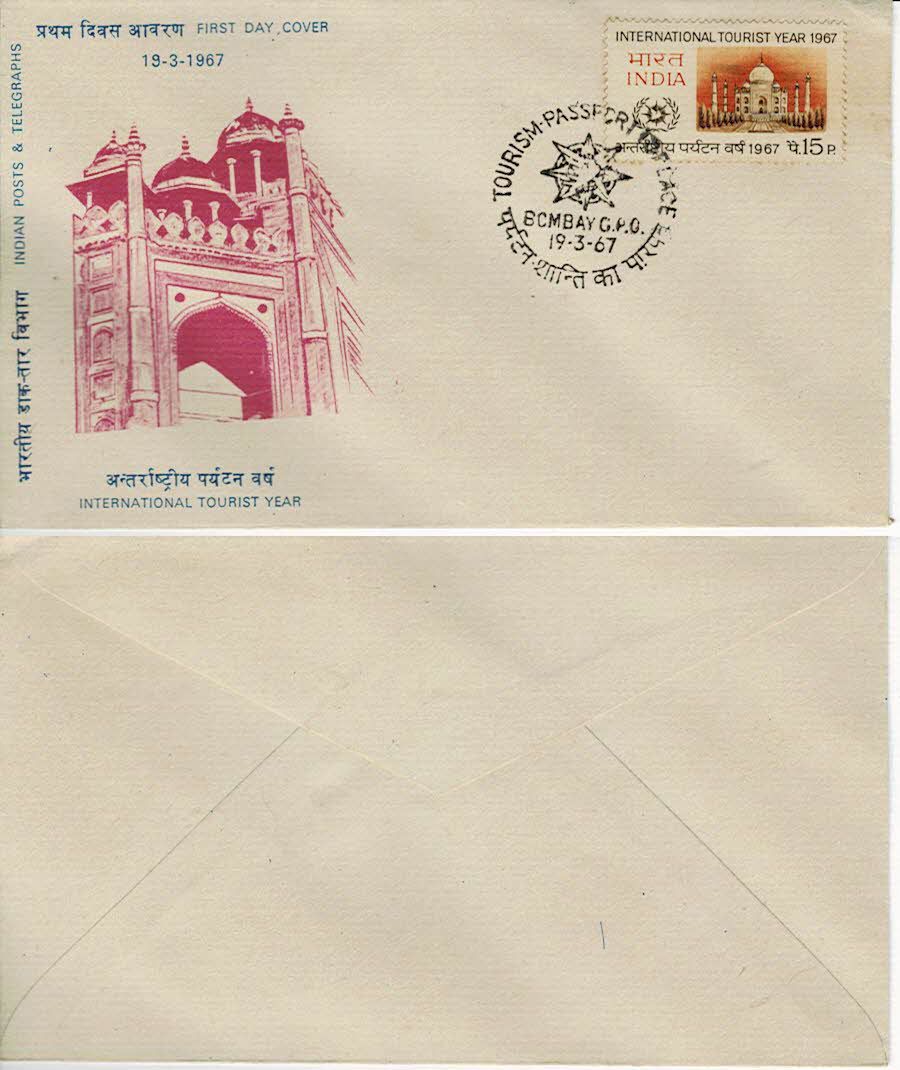 प्रथम दिवस आवरण FIRST DAY COVER
19-3-1967
INDIAN POSTS & TELEGRAPHS
भारतीय डाक-तार विभाग
अन्तर्राष्ट्रीय पर्यटन वर्ष
INTERNATIONAL TOURIST YEAR
INTERNATIONAL TOURIST YEAR 1967
भारत
INDIA
अन्तर्राष्ट्रीय पर्यटन वर्ष 1967 पै.15 P.
TOURISM-PASSPORT PEACE
BOMBAY G.P.O.
19-3-67
पर्यटन-शान्ति का